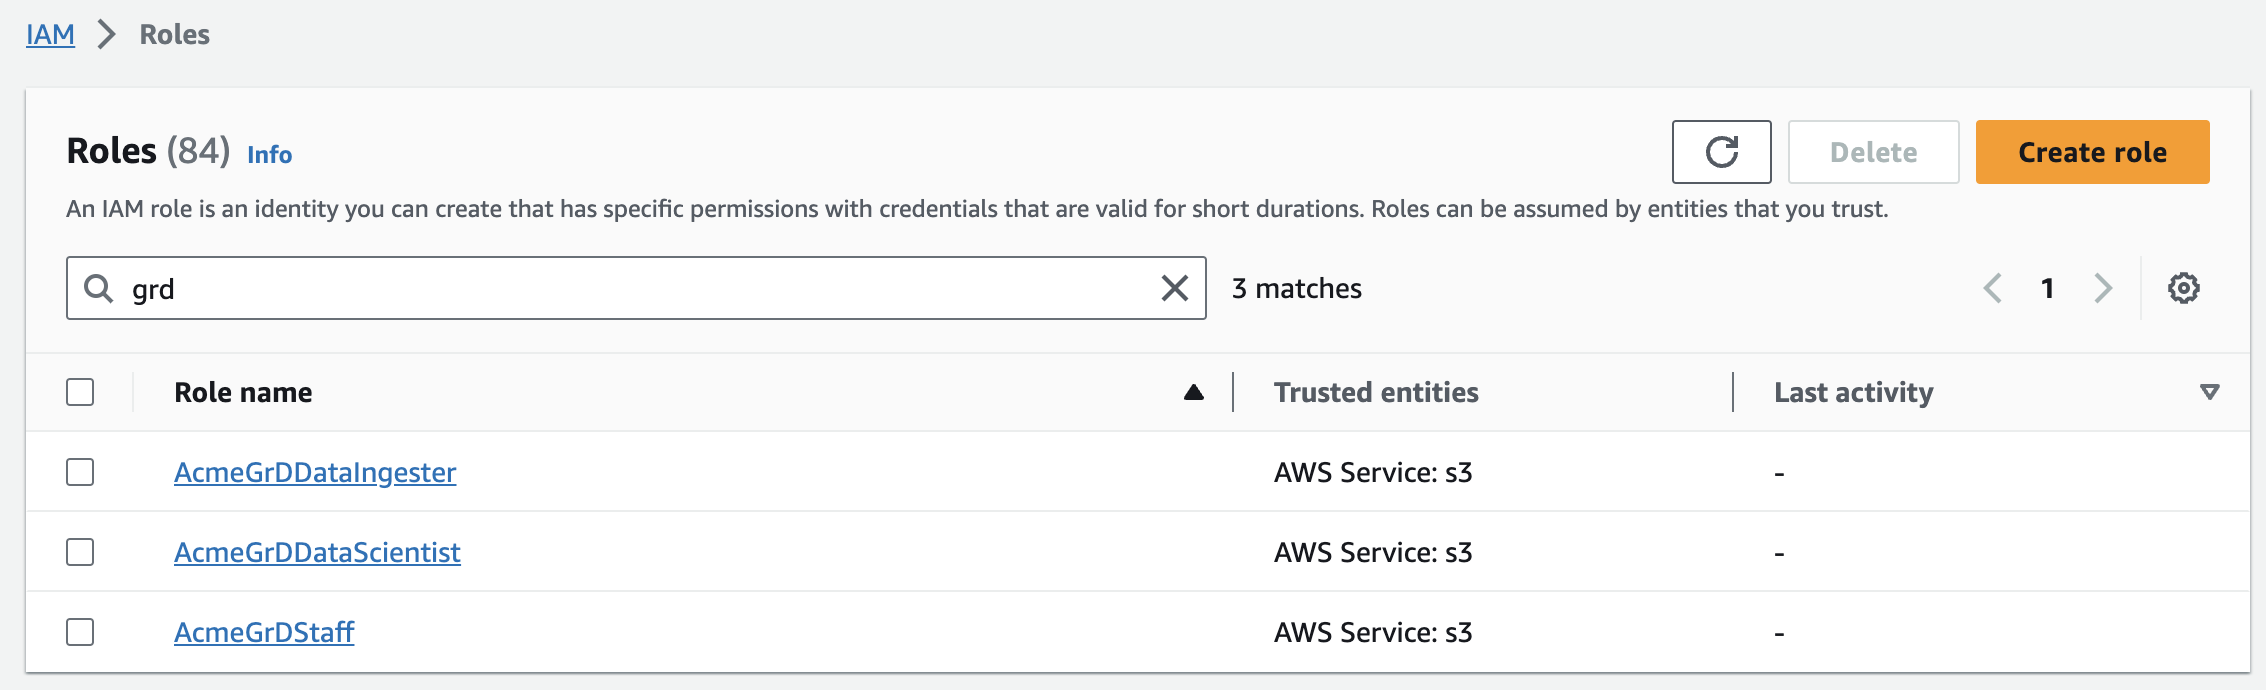 IAM > Roles
Roles (84) Info
Delete
Create role
An IAM role is an identity you can create that has specific permissions with credentials that are valid for short durations. Roles can be assumed by entities that you trust.
grd
3 matches
1
Role name Trusted entities Last activity
AcmeGrDDataIngester AWS Service: s3 -
AcmeGrDDataScientist AWS Service: s3 -
AcmeGrDStaff AWS Service: s3 -